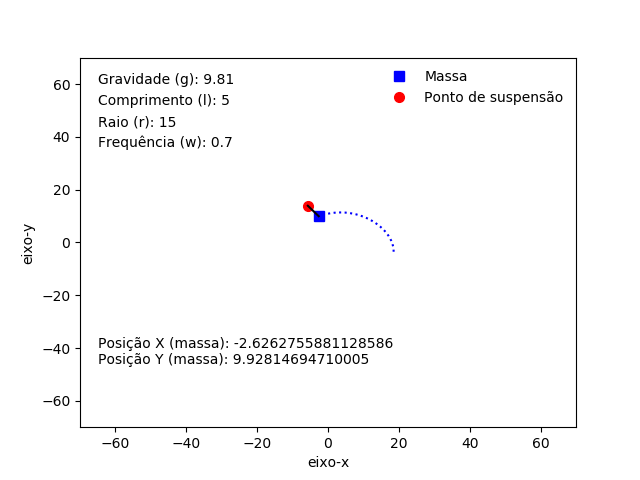 Gravidade (g): 9.81
Comprimento (l): 5
Raio (r): 15
Frequência (w): 0.7
Massa
Ponto de suspensão
60
40
20
0
−20
−40
−60
eixo-y
Posição X (massa): -2.6262755881128586
Posição Y (massa): 9.92814694710005
−60
−40
−20
0
20
40
60
eixo-x